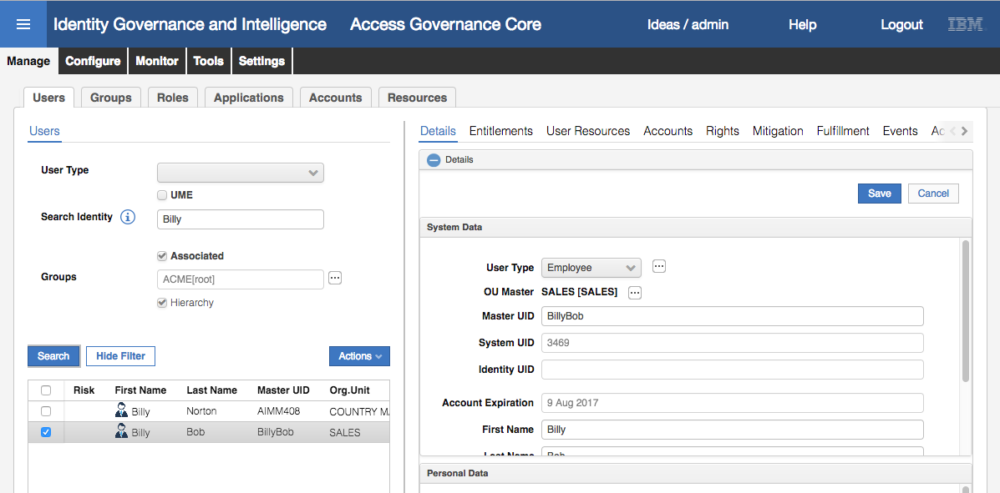 Identity Governance and Intelligence Access Governance Core Ideas / admin Help Logout IBM
Manage Configure Monitor Tools Settings
Users Groups Roles Applications Accounts Resources
Users
User Type
UME
Search Identity Billy
Associated
Groups ACME[root]
Hierarchy
Search Hide Filter Actions
Risk First Name Last Name Master UID Org.Unit
Billy Norton AIMM408 COUNTRY MA
Billy Bob BillyBob SALES
Details Entitlements User Resources Accounts Rights Mitigation Fulfillment Events Ac
Details
Save Cancel
System Data
User Type Employee
OU Master SALES [SALES]
Master UID BillyBob
System UID 3469
Identity UID
Account Expiration 9 Aug 2017
First Name Billy
Last Name Bob
Personal Data